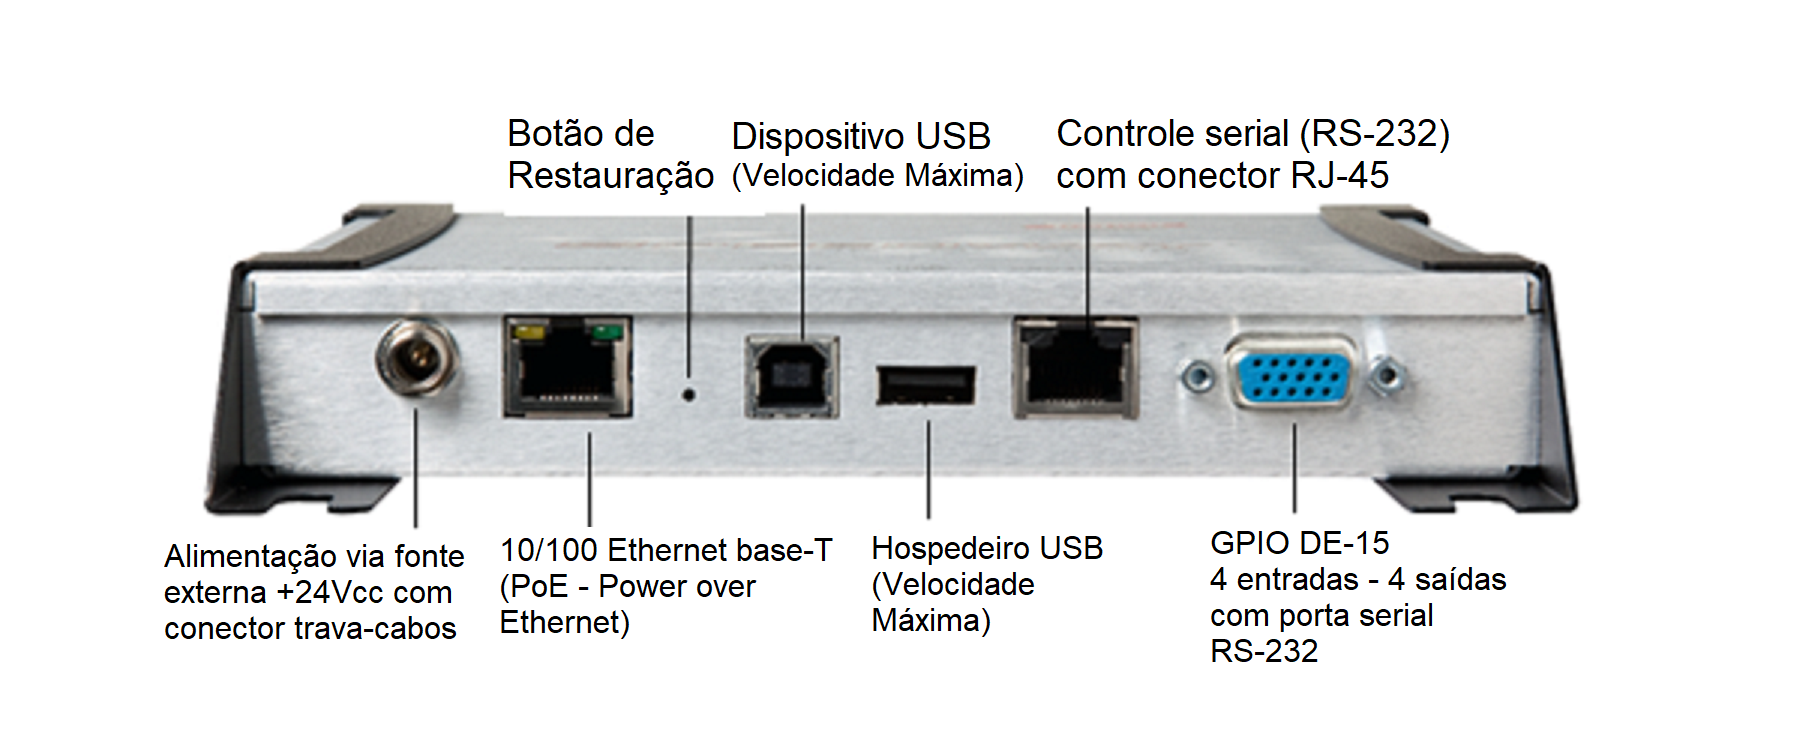 Botão de
Restauração
Dispositivo USB
(Velocidade Máxima)
Controle serial (RS-232)
com conector RJ-45
Alimentação via fonte
externa +24Vcc com
conector trava-cabos
10/100 Ethernet base-T
(PoE - Power over
Ethernet)
Hospedeiro USB
(Velocidade
Máxima)
GPIO DE-15
4 entradas - 4 saídas
com porta serial
RS-232